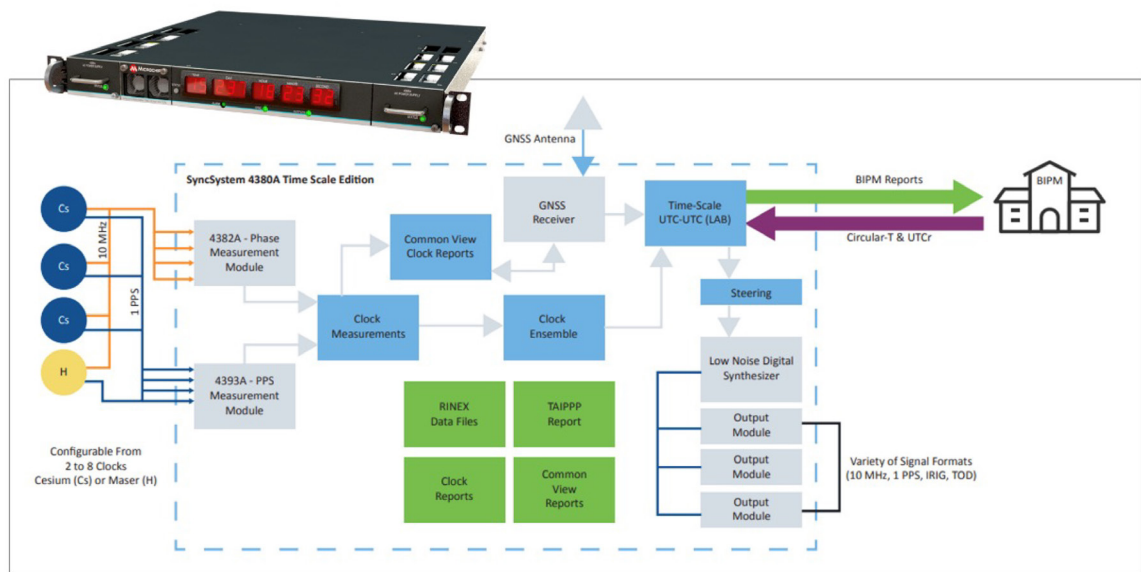 MICROCHIP
GNSS Antenna
SyncSystem 4380A Time Scale Edition
BIPM Reports
BIPM
Circular-T & UTCr
Cs
Cs
Cs
H
10 MHz
1 PPS
4382A - Phase
Measurement
Module
Common View
Clock Reports
GNSS
Receiver
Time-Scale
UTC-UTC (LAB)
Clock
Measurements
Clock
Ensemble
Steering
4393A - PPS
Measurement
Module
Low Noise Digital
Synthesizer
RINEX
Data Files
TAIPPP
Report
Clock
Reports
Common
View
Reports
Output
Module
Output
Module
Output
Module
Configurable From
2 to 8 Clocks
Cesium (Cs) or Maser (H)
Variety of Signal Formats
(10 MHz, 1 PPS, IRIG, TOD)